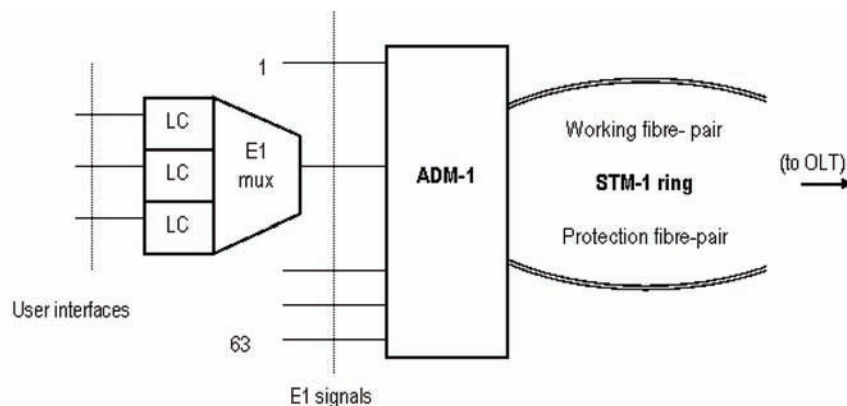 1
LC
LC
LC
E1
mux
ADM-1
Working fibre- pair
STM-1 ring
Protection fibre-pair
(to OLT)
User interfaces
63
E1 signals